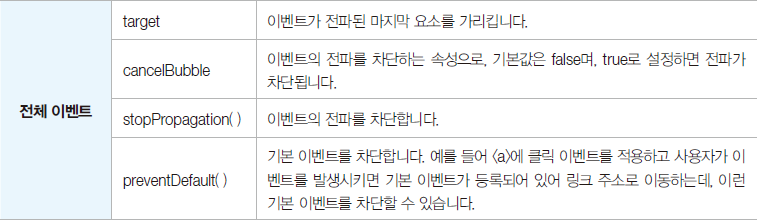 전체 이벤트
target
이벤트가 전파된 마지막 요소를 가리킵니다.
cancelBubble
이벤트의 전파를 차단하는 속성으로, 기본값은 false며, true로 설정하면 전파가
차단됩니다.
stopPropagation( )
이벤트의 전파를 차단합니다.
preventDefault( )
기본 이벤트를 차단합니다. 예를 들어 〈a〉에 클릭 이벤트를 적용하고 사용자가 이
벤트를 발생시키면 기본 이벤트가 등록되어 있어 링크 주소로 이동하는데, 이런
기본 이벤트를 차단할 수 있습니다.